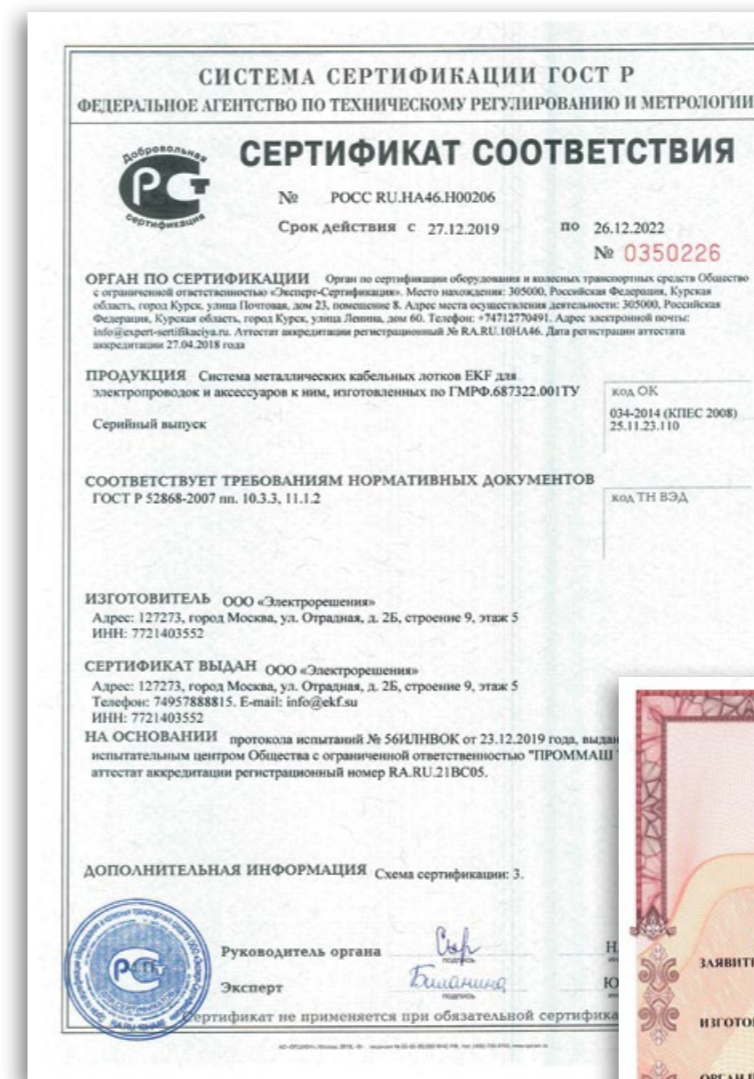 СИСТЕМА СЕРТИФИКАЦИИ ГОСТ Р
ФЕДЕРАЛЬНОЕ АГЕНТСТВО ПО ТЕХНИЧЕСКОМУ РЕГУЛИРОВАНИЮ И МЕТРОЛОГИИ
Добровольная
сертификация
СЕРТИФИКАТ СООТВЕТСТВИЯ
№ РОСС RU.НА46.Н00206
Срок действия с 27.12.2019 по 26.12.2022
№ 0350226
ОРГАН ПО СЕРТИФИКАЦИИ Орган по сертификации оборудования и колесных транспортных средств Общество
с ограниченной ответственностью «Эксперт-Сертификация». Место нахождения: 305000, Российская Федерация, Курская
область, город Курск, улица Почтовая, дом 23, помещение 8. Адрес места осуществления деятельности: 305000, Российская
Федерация, Курская область, город Курск, улица Ленина, дом 60. Телефон: +74712770491. Адрес электронной почты:
info@expert-sertifikaciya.ru. Аттестат аккредитации регистрационный № RA.RU.10НА46. Дата регистрации аттестата
аккредитации 27.04.2018 года
ПРОДУКЦИЯ Система металлических кабельных лотков EKF для
электропроводок и аксессуаров к ним, изготовленных по ГМРФ.687322.001ТУ
Серийный выпуск
код ОК
034-2014 (КПЕС 2008)
25.11.23.110
СООТВЕТСТВУЕТ ТРЕБОВАНИЯМ НОРМАТИВНЫХ ДОКУМЕНТОВ
ГОСТ Р 52868-2007 пп. 10.3.3, 11.1.2
код ТН ВЭД
ИЗГОТОВИТЕЛЬ ООО «Электрорешения»
Адрес: 127273, город Москва, ул. Отрадная, д. 2Б, строение 9, этаж 5
ИНН: 7721403552
СЕРТИФИКАТ ВЫДАН ООО «Электрорешения»
Адрес: 127273, город Москва, ул. Отрадная, д. 2Б, строение 9, этаж 5
Телефон: 74957888815. E-mail: info@ekf.su
ИНН: 7721403552
НА ОСНОВАНИИ протокола испытаний № 56ИЛНВОК от 23.12.2019 года, выдан
испытательным центром Общества с ограниченной ответственностью "ПРОММАШ
аттестат аккредитации регистрационный номер RA.RU.21ВС05.
ДОПОЛНИТЕЛЬНАЯ ИНФОРМАЦИЯ Схема сертификации: 3.
Руководитель органа
подпись
Эксперт
подпись
ертификат не применяется при обязательной сертифика
ЗАЯВИТ
ИЗГОТО
ОРГАН П